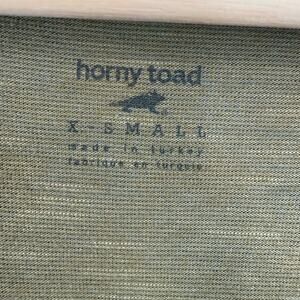 horny toad
X-SMALL
made in turkey
fabriqué en turquie